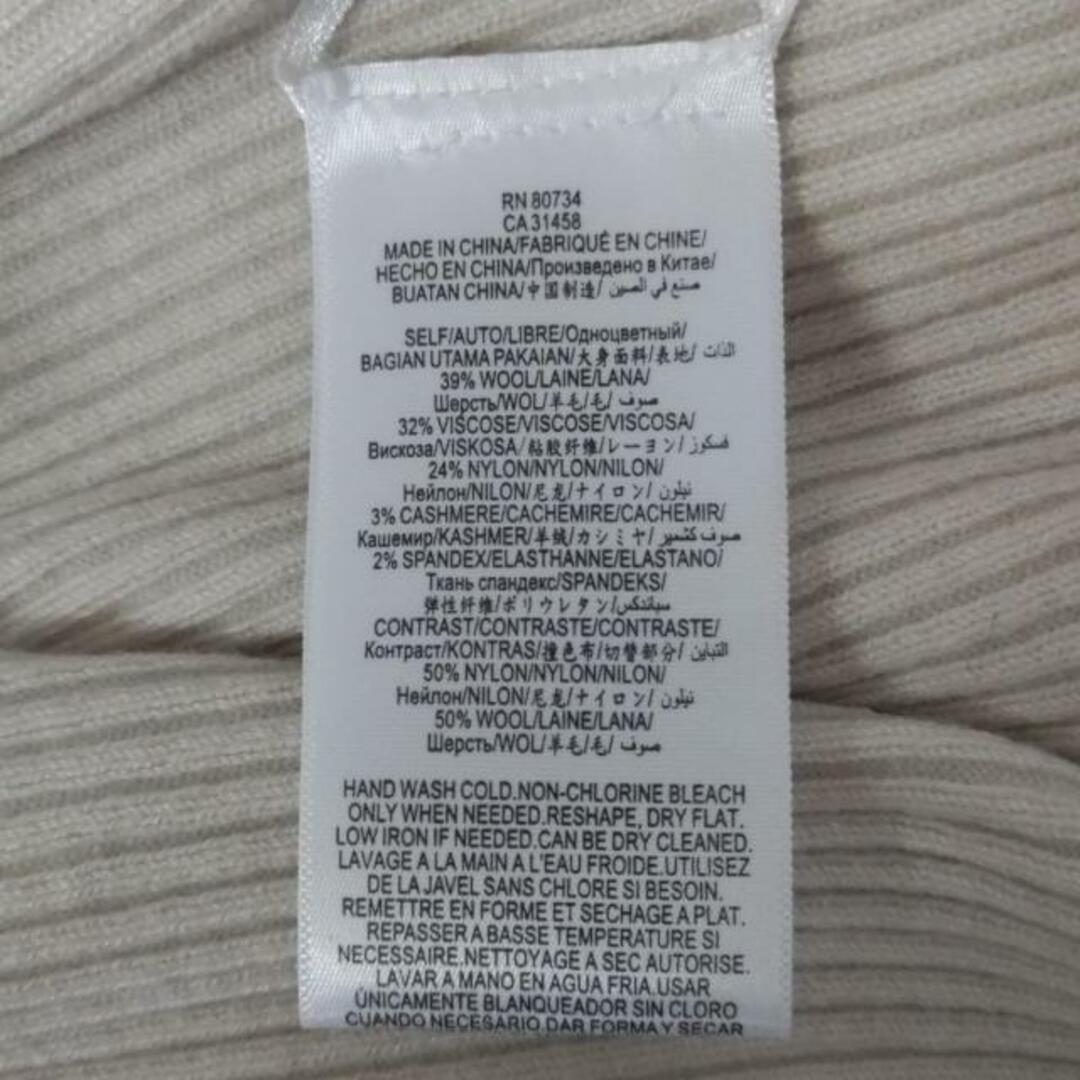 RN 80734
CA 31458
MADE IN CHINA/FABRIQUÉ EN CHINE/
HECHO EN CHINA/Произведено в Китае/
BUATAN CHINA/中国制造/ صنع في الصين
SELF/AUTO/LIBRE/Одноцветный/
BAGIAN UTAMA PAKAIAN/大身面料/表地/ الذات
39% WOOL/LAINE/LANA/
Шерсть/WOL/羊毛/毛/ صوف
32% VISCOSE/VISCOSE/VISCOSA/
Вискоза/VISKOSA/粘胶纤维/レーヨン/ فسكوز
24% NYLON/NYLON/NILON/
Нейлон/NILON/尼龙/ナイロン/ نيلون
3% CASHMERE/CACHEMIRE/CACHEMIR/
Кашемир/KASHMER/羊绒/カシミヤ/ صوف كشمير
2% SPANDEX/ELASTHANNE/ELASTANO/
Ткань спандекс/SPANDEKS/
弹性纤维/ポリウレタン/سباندكس
CONTRAST/CONTRASTE/CONTRASTE/
Контраст/KONTRAS/撞色布/切替部分/ التباين
50% NYLON/NYLON/NILON/
Нейлон/NILON/尼龙/ナイロン/ نيلون
50% WOOL/LAINE/LANA/
Шерсть/WOL/羊毛/毛/ صوف
HAND WASH COLD.NON-CHLORINE BLEACH
ONLY WHEN NEEDED.RESHAPE, DRY FLAT.
LOW IRON IF NEEDED.CAN BE DRY CLEANED.
LAVAGE A LA MAIN A L'EAU FROIDE.UTILISEZ
DE LA JAVEL SANS CHLORE SI BESOIN.
REMETTRE EN FORME ET SECHAGE A PLAT.
REPASSER A BASSE TEMPERATURE SI
NECESSAIRE.NETTOYAGE A SEC AUTORISE.
LAVAR A MANO EN AGUA FRIA.USAR
ÚNICAMENTE BLANQUEADOR SIN CLORO
CUANDO NECESARIO.DAR FORMA Y SECAR